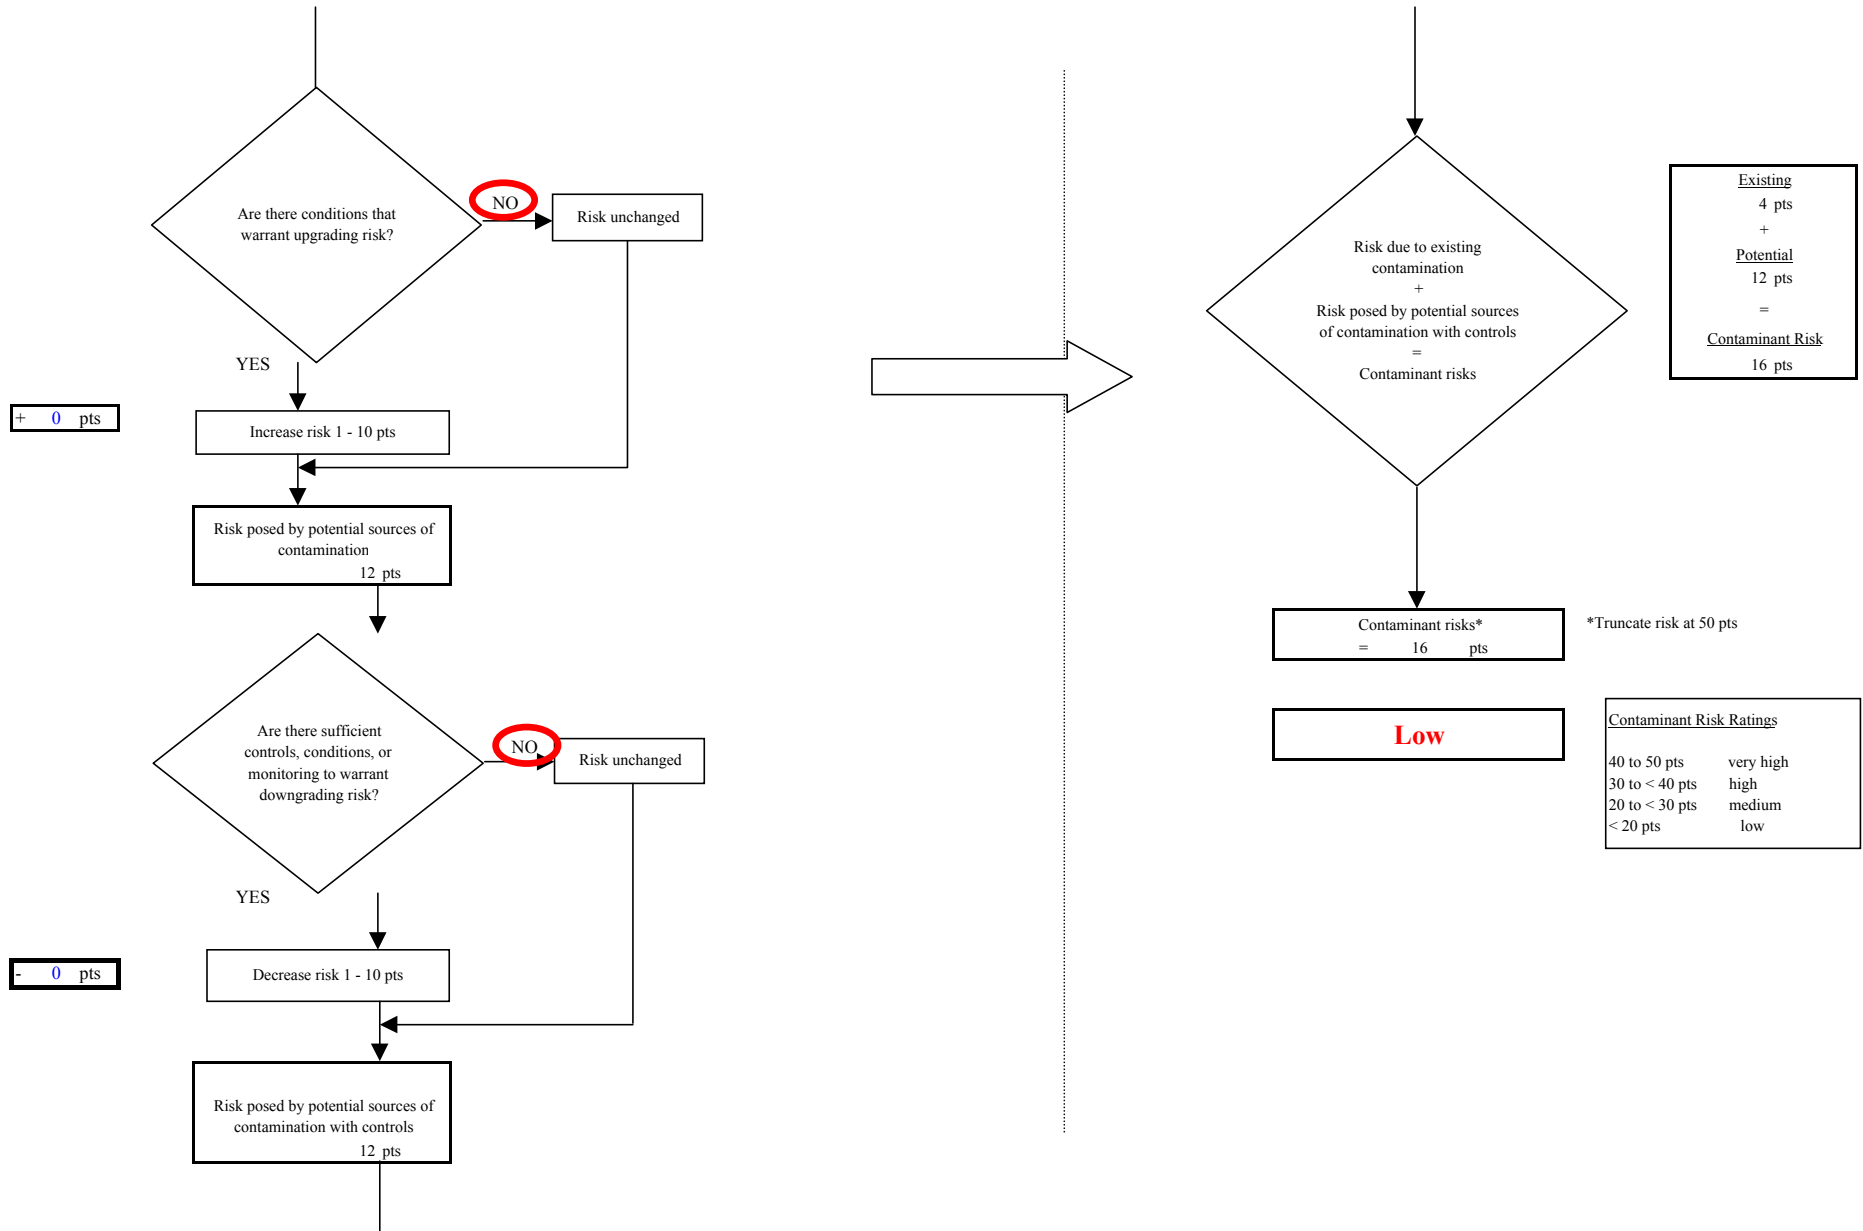 Are there conditions that
warrant upgrading risk?
NO
Risk unchanged
YES
+ 0 pts
Increase risk 1 - 10 pts
Risk posed by potential sources of
contamination
12 pts
Are there sufficient
controls, conditions, or
monitoring to warrant
downgrading risk?
NO
Risk unchanged
YES
- 0 pts
Decrease risk 1 - 10 pts
Risk posed by potential sources of
contamination with controls
12 pts
Risk due to existing
contamination
+
Risk posed by potential sources
of contamination with controls
=
Contaminant risks
Existing
4 pts
+
Potential
12 pts
=
Contaminant Risk
16 pts
Contaminant risks*
= 16 pts
*Truncate risk at 50 pts
Low
Contaminant Risk Ratings
40 to 50 pts very high
30 to < 40 pts high
20 to < 30 pts medium
< 20 pts low